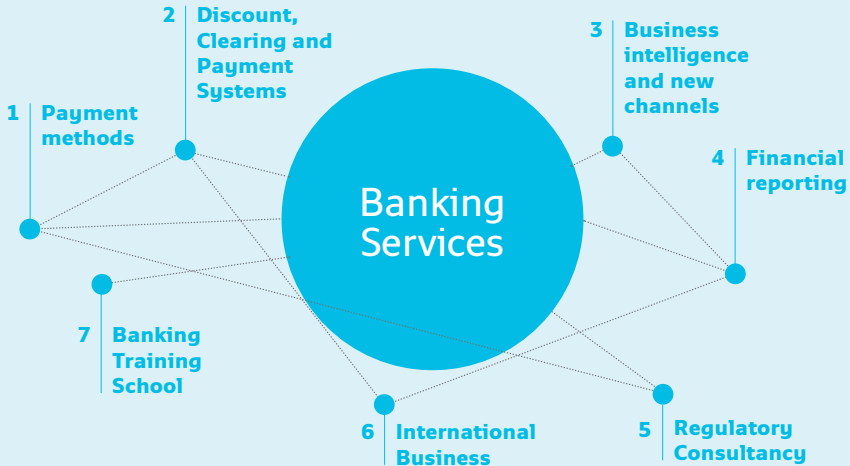 1 Payment
methods
2 Discount,
Clearing and
Payment
Systems
Banking
Services
3 Business
intelligence
and new
channels
4 Financial
reporting
7 Banking
Training
School
6 International
Business
5 Regulatory
Consultancy